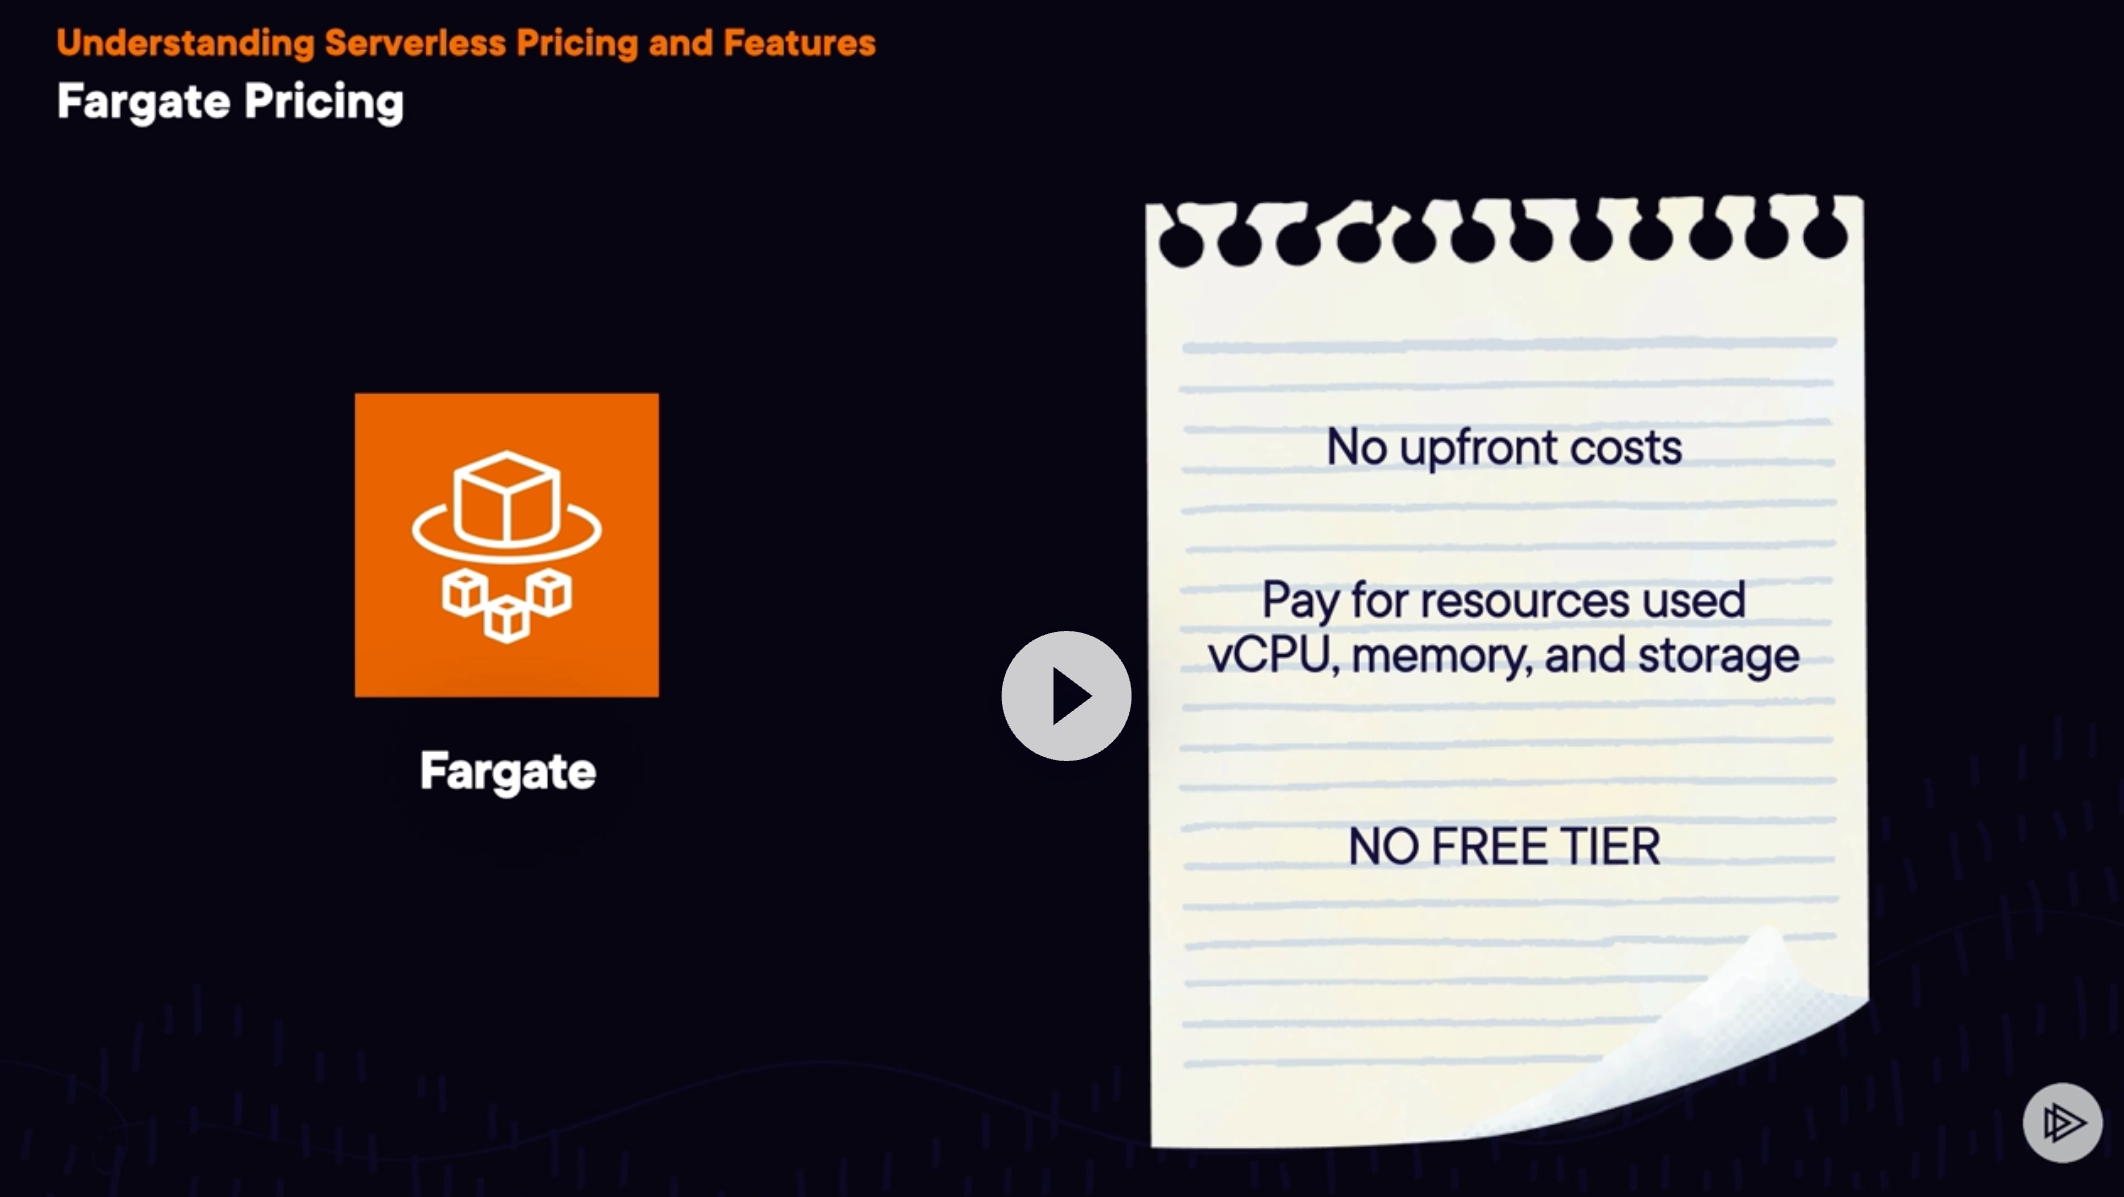 Understanding Serverless Pricing and Features
Fargate Pricing
Fargate
No upfront costs
Pay for resources used
vCPU, memory, and storage
NO FREE TIER